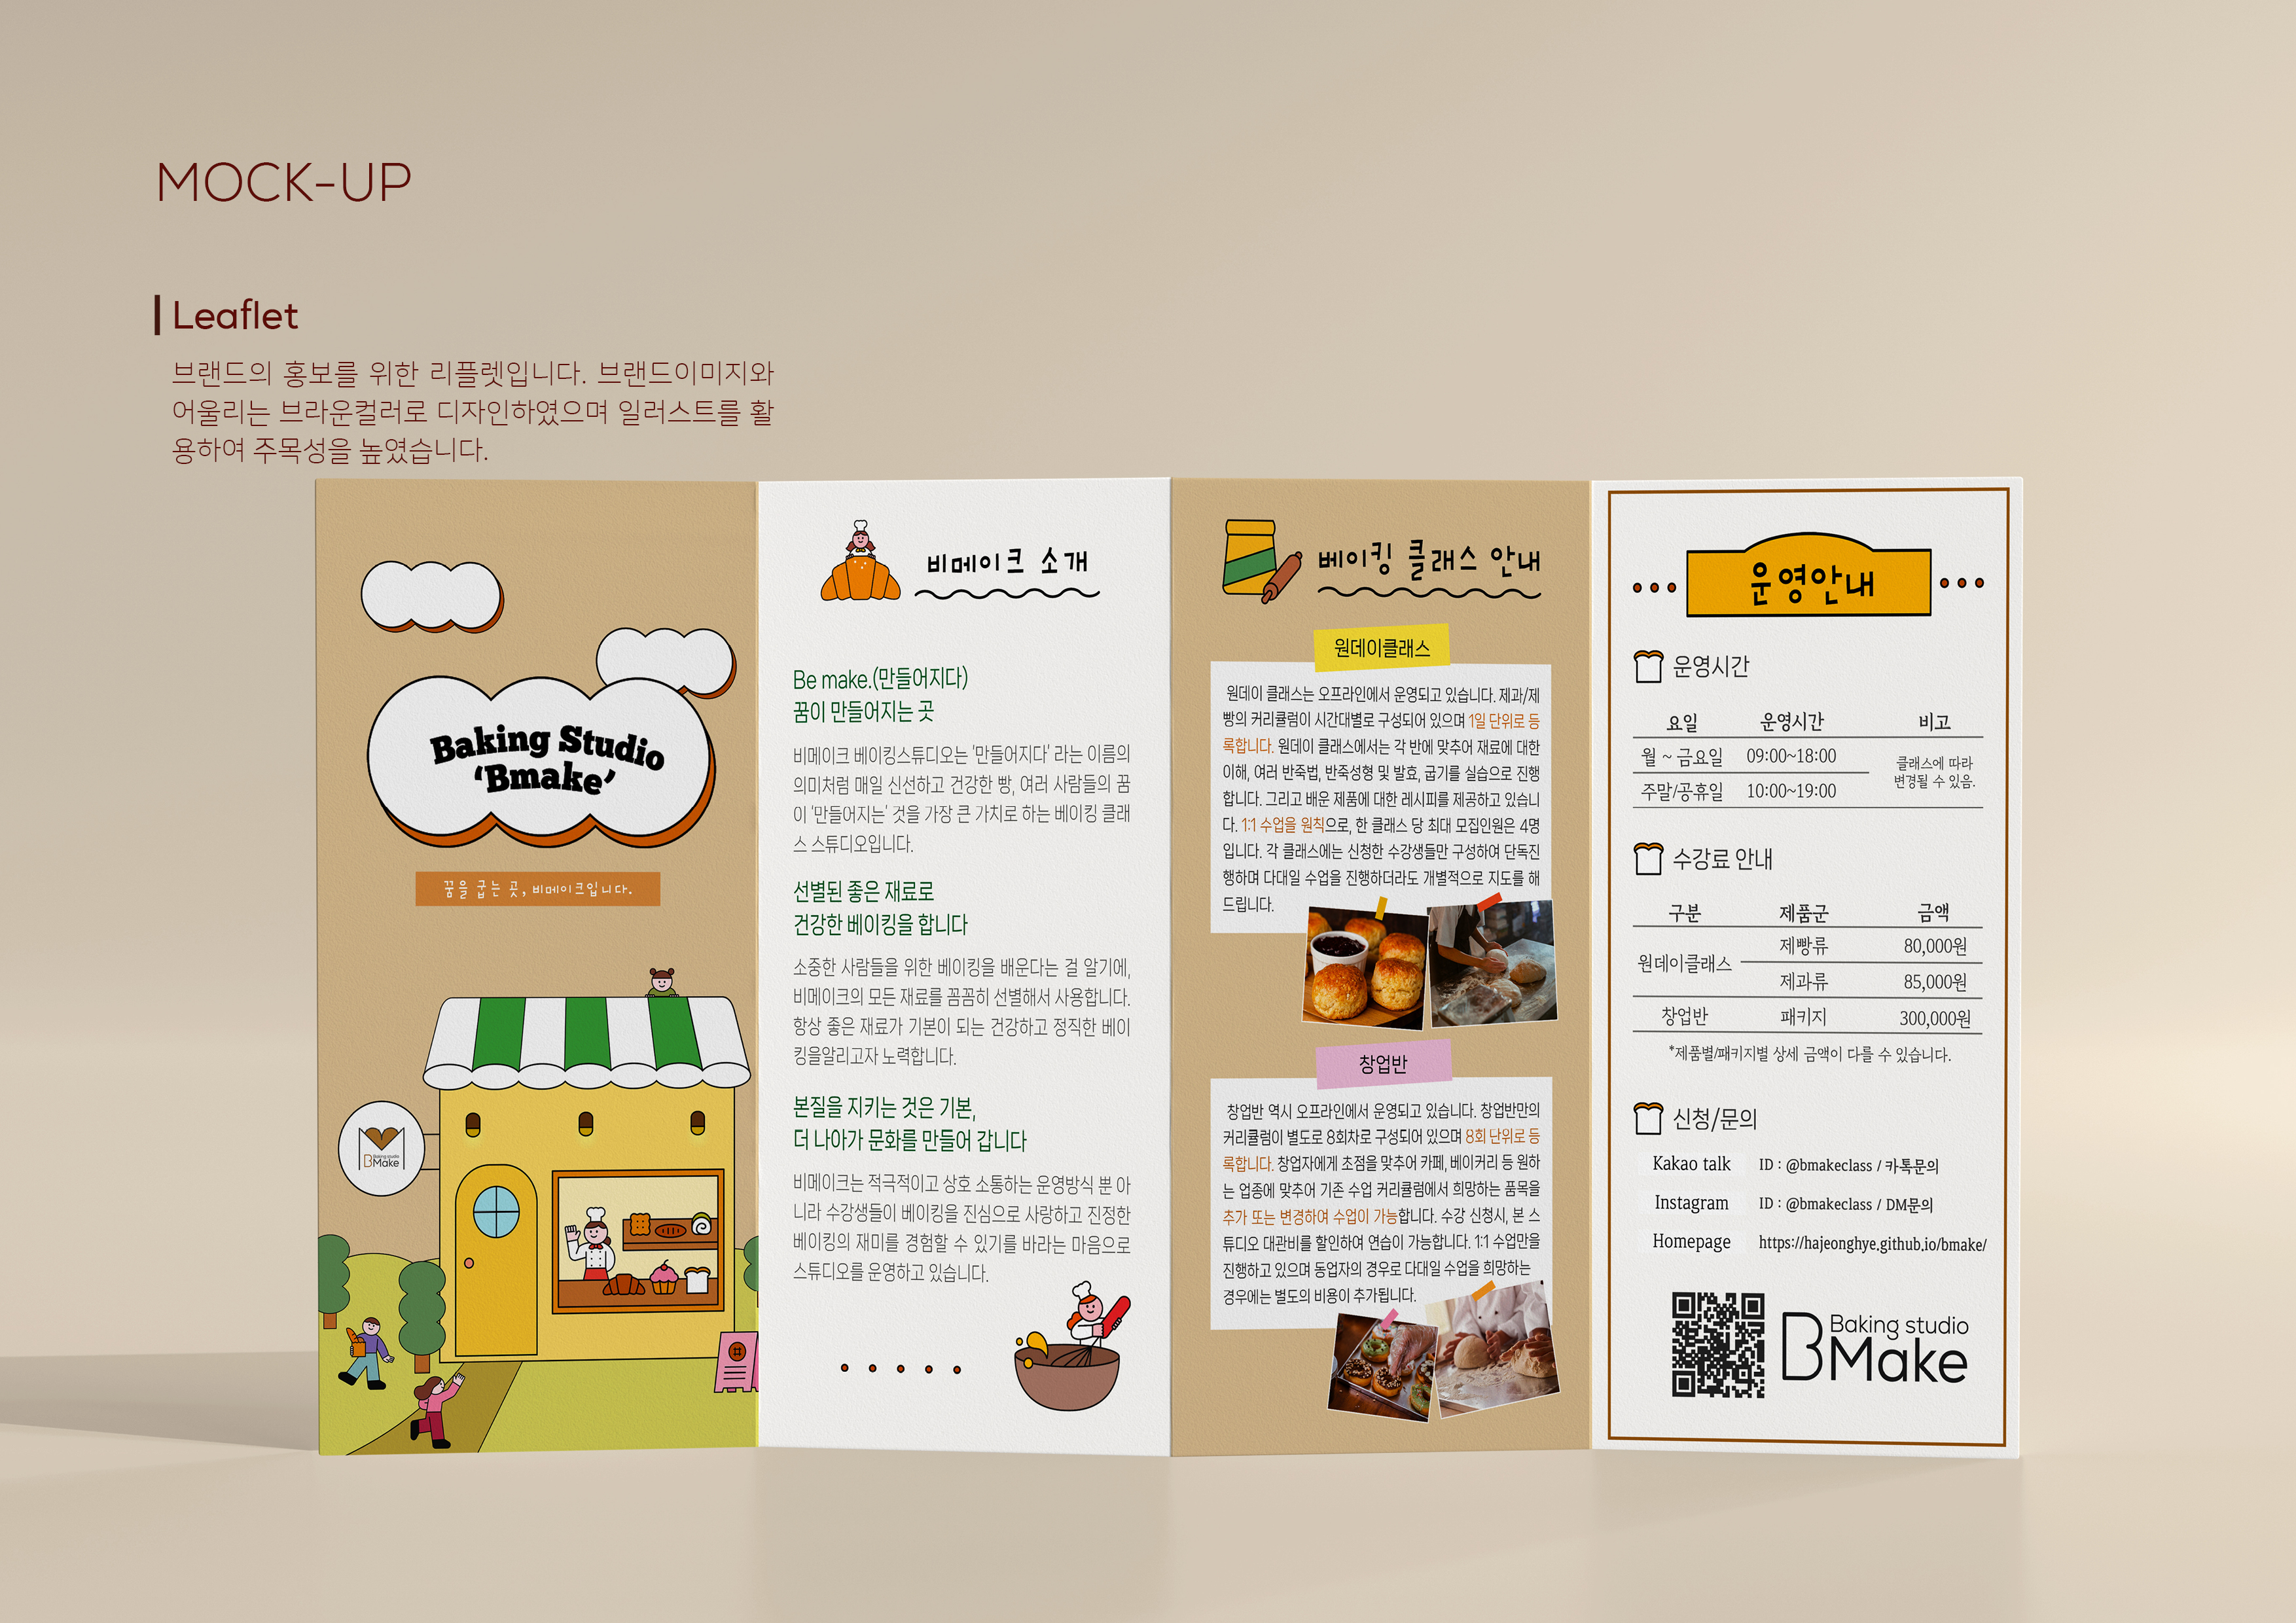 MOCK-UP
Leaflet
브랜드의 홍보를 위한 리플렛입니다. 브랜드이미지와
어울리는 브라운컬러로 디자인하였으며 일러스트를 활
용하여 주목성을 높였습니다.
Baking Studio
‘Bmake’
꿈을 굽는 곳, 비메이크입니다.
Baking studio
BMake
비메이크 소개
Be make.(만들어지다)
꿈이 만들어지는 곳
비메이크 베이킹스튜디오는 '만들어지다' 라는 이름의
의미처럼 매일 신선하고 건강한 빵, 여러 사람들의 꿈
이 '만들어지는' 것을 가장 큰 가치로 하는 베이킹 클래
스 스튜디오입니다.
선별된 좋은 재료로
건강한 베이킹을 합니다
소중한 사람들을 위한 베이킹을 배운다는 걸 알기에,
비메이크의 모든 재료를 꼼꼼히 선별해서 사용합니다.
항상 좋은 재료가 기본이 되는 건강하고 정직한 베이
킹을알리고자 노력합니다.
본질을 지키는 것은 기본,
더 나아가 문화를 만들어 갑니다
비메이크는 적극적이고 상호 소통하는 운영방식 뿐 아
니라 수강생들이 베이킹을 진심으로 사랑하고 진정한
베이킹의 재미를 경험할 수 있기를 바라는 마음으로
스튜디오를 운영하고 있습니다.
베이킹 클래스 안내
원데이클래스
원데이 클래스는 오프라인에서 운영되고 있습니다. 제과/제
빵의 커리큘럼이 시간대별로 구성되어 있으며 1일 단위로 등
록합니다. 원데이 클래스에서는 각 반에 맞추어 재료에 대한
이해, 여러 반죽법, 반죽성형 및 발효, 굽기를 실습으로 진행
합니다. 그리고 배운 제품에 대한 레시피를 제공하고 있습니
다. 1:1 수업을 원칙으로, 한 클래스 당 최대 모집인원은 4명
입니다. 각 클래스에는 신청한 수강생들만 구성하여 단독진
행하며 다대일 수업을 진행하더라도 개별적으로 지도를 해
드립니다.
창업반
창업반 역시 오프라인에서 운영되고 있습니다. 창업반만의
커리큘럼이 별도로 8회차로 구성되어 있으며 8회 단위로 등
록합니다. 창업자에게 초점을 맞추어 카페, 베이커리 등 원하
는 업종에 맞추어 기존 수업 커리큘럼에서 희망하는 품목을
추가 또는 변경하여 수업이 가능합니다. 수강 신청시, 본 스
튜디오 대관비를 할인하여 연습이 가능합니다. 1:1 수업만을
진행하고 있으며 동업자의 경우로 다대일 수업을 희망하는
경우에는 별도의 비용이 추가됩니다.
운영안내
운영시간
요일 운영시간 비고
월 ~ 금요일 09:00~18:00
주말/공휴일 10:00~19:00
클래스에 따라
변경될 수 있음.
수강료 안내
구분 제품군 금액
원데이클래스
제빵류 80,000원
제과류 85,000원
창업반 패키지 300,000원
*제품별/패키지별 상세 금액이 다를 수 있습니다.
신청/문의
Kakao talk ID : @bmakeclass / 카톡문의
Instagram ID : @bmakeclass / DM문의
Homepage https://hajeonghye.github.io/bmake/
Baking studio
BMake